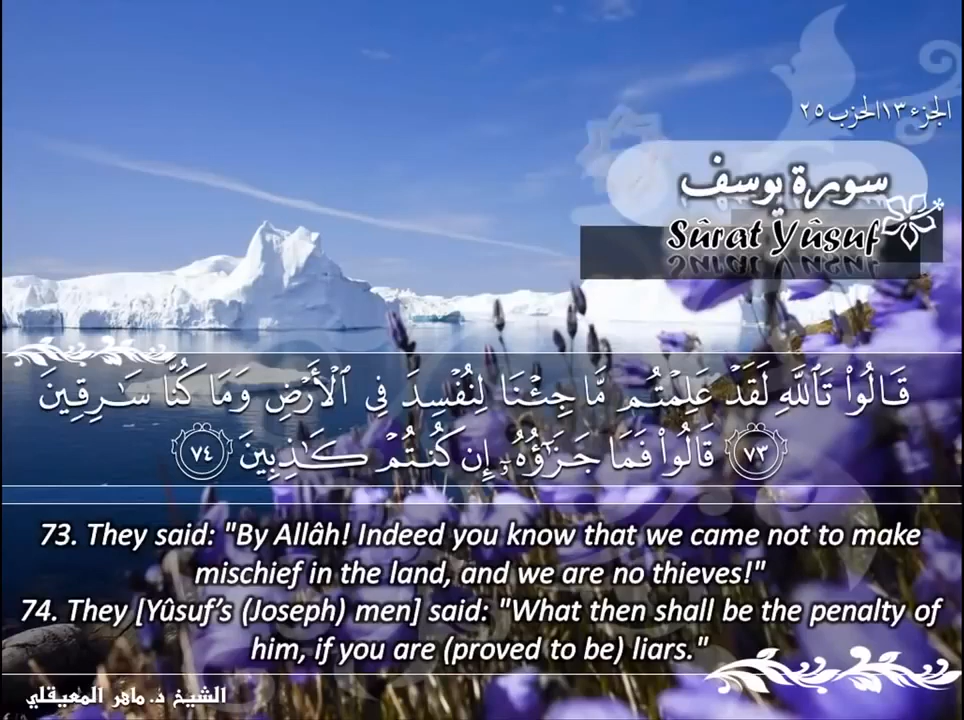 الجزء ١٣ الحزب ٢٥
سورة يوسف
Sûrat Yûsuf
قَالُوا۟ تَٱللَّهِ لَقَدْ عَلِمْتُم مَّا جِئْنَا لِنُفْسِدَ فِى ٱلْأَرْضِ وَمَا كُنَّا سَـٰرِقِينَ
٧٣ قَالُوا۟ فَمَا جَزَٰٓؤُهُۥٓ إِن كُنتُمْ كَـٰذِبِينَ ٧٤
73. They said: "By Allâh! Indeed you know that we came not to make
mischief in the land, and we are no thieves!"
74. They [Yûsuf’s (Joseph) men] said: "What then shall be the penalty of
him, if you are (proved to be) liars."
الشيخ د. ماهر المعيقلي